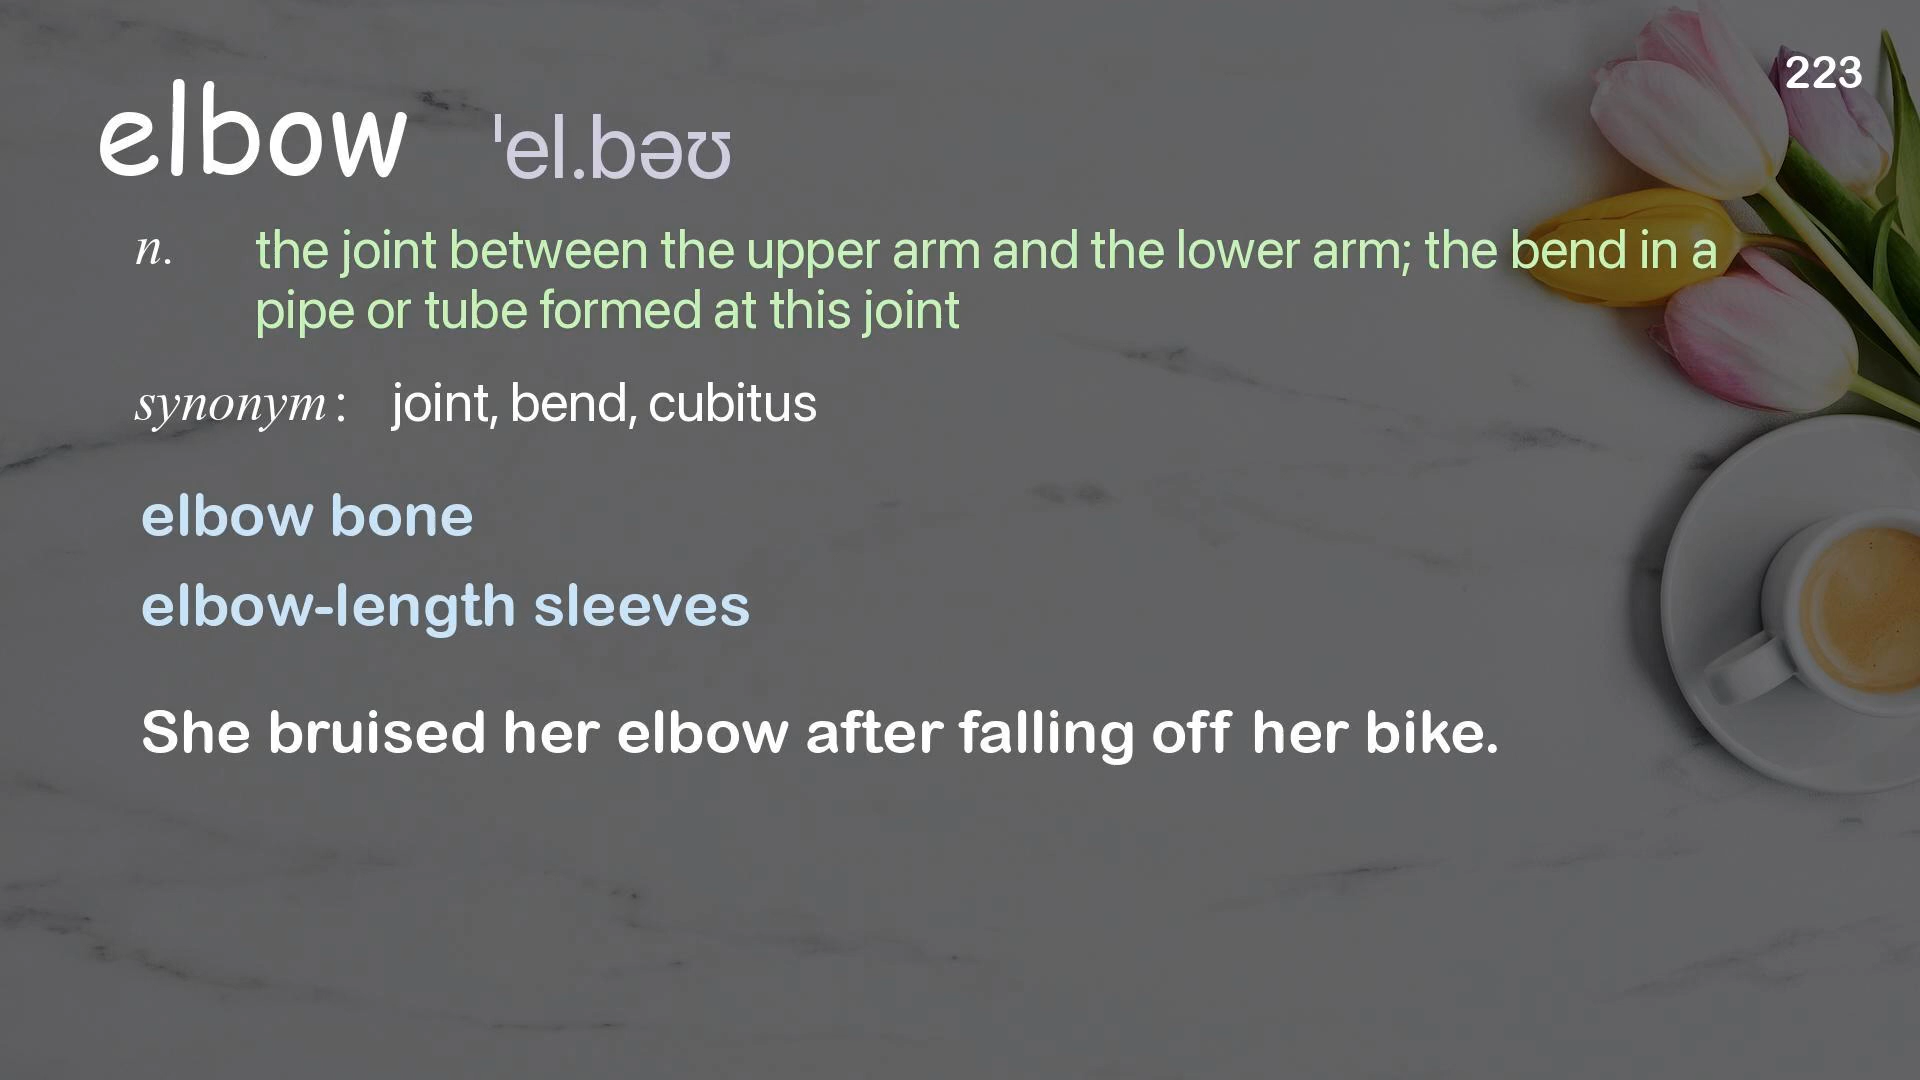 223
elbow ˈel.bəʊ
n. the joint between the upper arm and the lower arm; the bend in a
pipe or tube formed at this joint
synonym: joint, bend, cubitus
elbow bone
elbow-length sleeves
She bruised her elbow after falling off her bike.